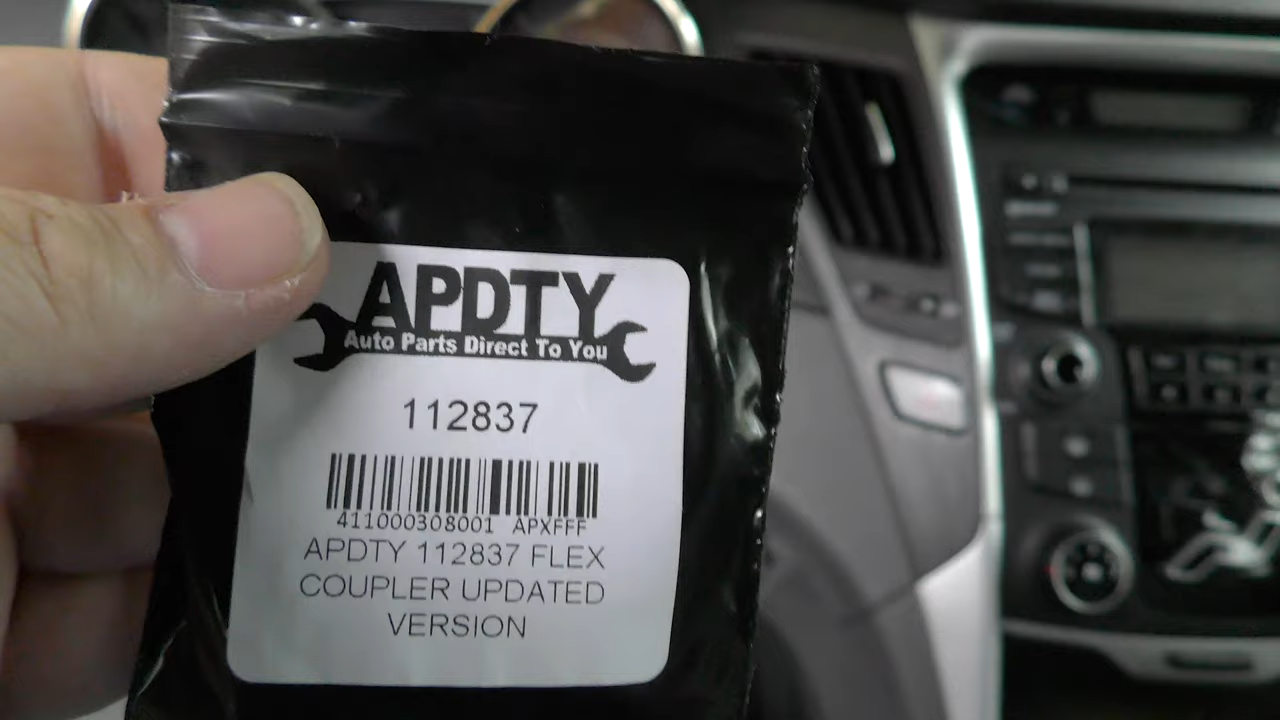 APDTY
Auto Parts Direct To You
112837
411000308001 APXFFF
APDTY 112837 FLEX
COUPLER UPDATED
VERSION